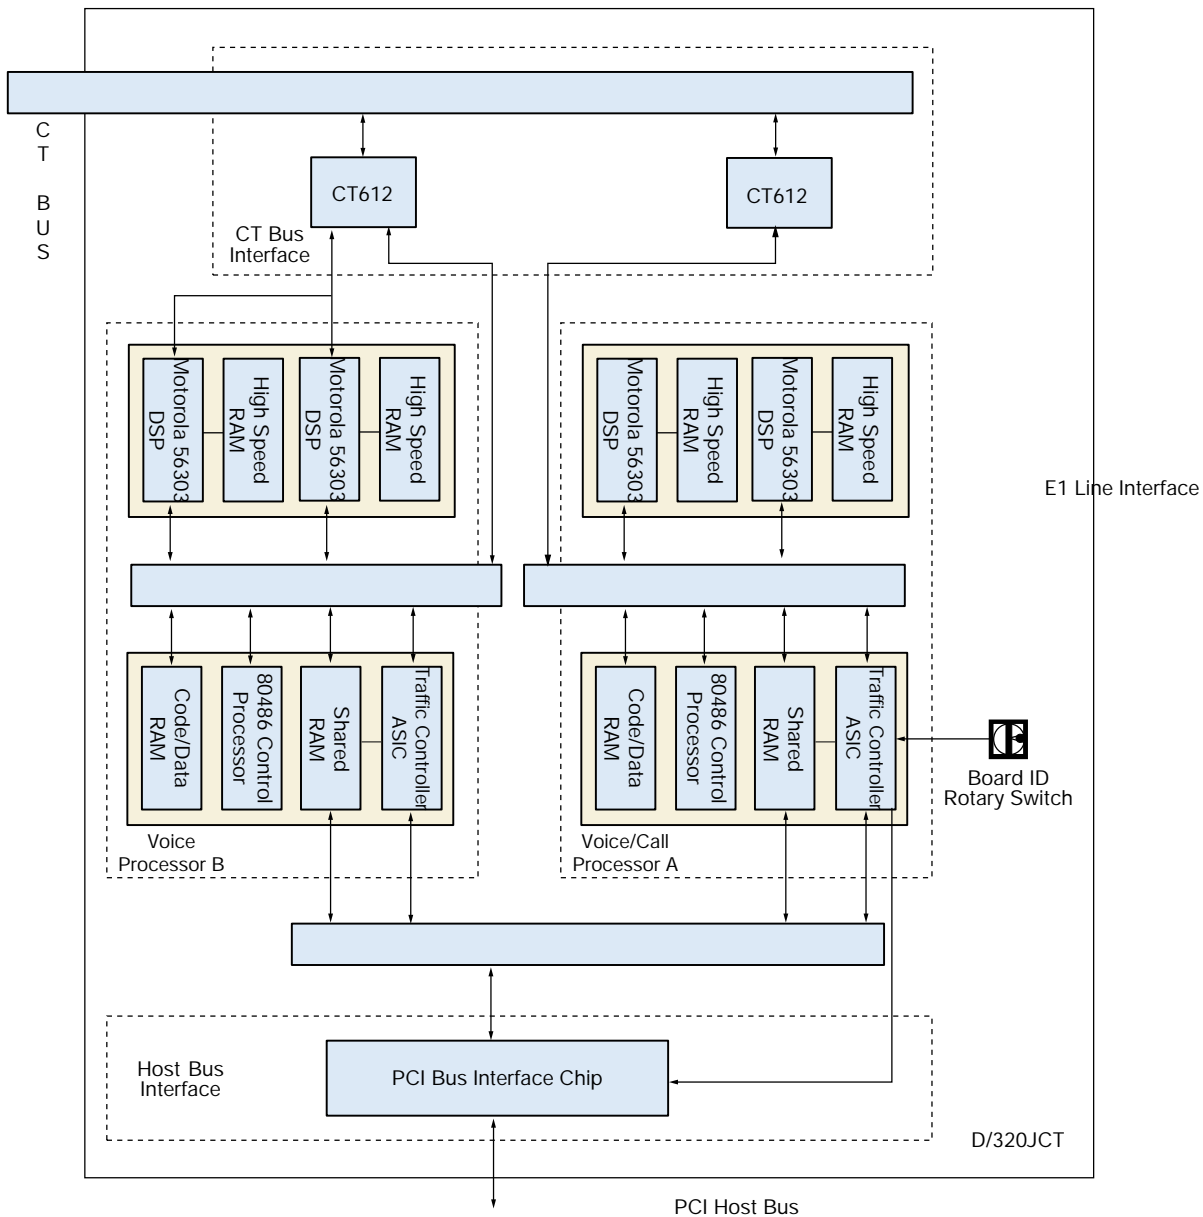 C
T
B
U
S
CT612
CT612
CT Bus
Interface
Motorola 56303
DSP
High Speed
RAM
Motorola 56303
DSP
High Speed
RAM
Motorola 56303
DSP
High Speed
RAM
Motorola 56303
DSP
High Speed
RAM
E1 Line Interface
Code/Data
RAM
80486 Control
Processor
Shared
RAM
Traffic Controller
ASIC
Voice
Processor B
Code/Data
RAM
80486 Control
Processor
Shared
RAM
Traffic Controller
ASIC
Voice/Call
Processor A
Board ID
Rotary Switch
Host Bus
Interface
PCI Bus Interface Chip
D/320JCT
PCI Host Bus